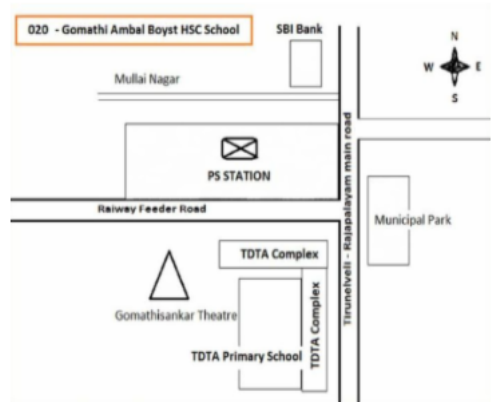 020 - Gomathi Ambal Boyst HSC School
SBI Bank
N
W
E
S
Mullai Nagar
PS STATION
Raiway Feeder Road
Tirunelveli - Rajapalayam main road
Municipal Park
TDTA Complex
Gomathisankar Theatre
TDTA Complex
TDTA Primary School